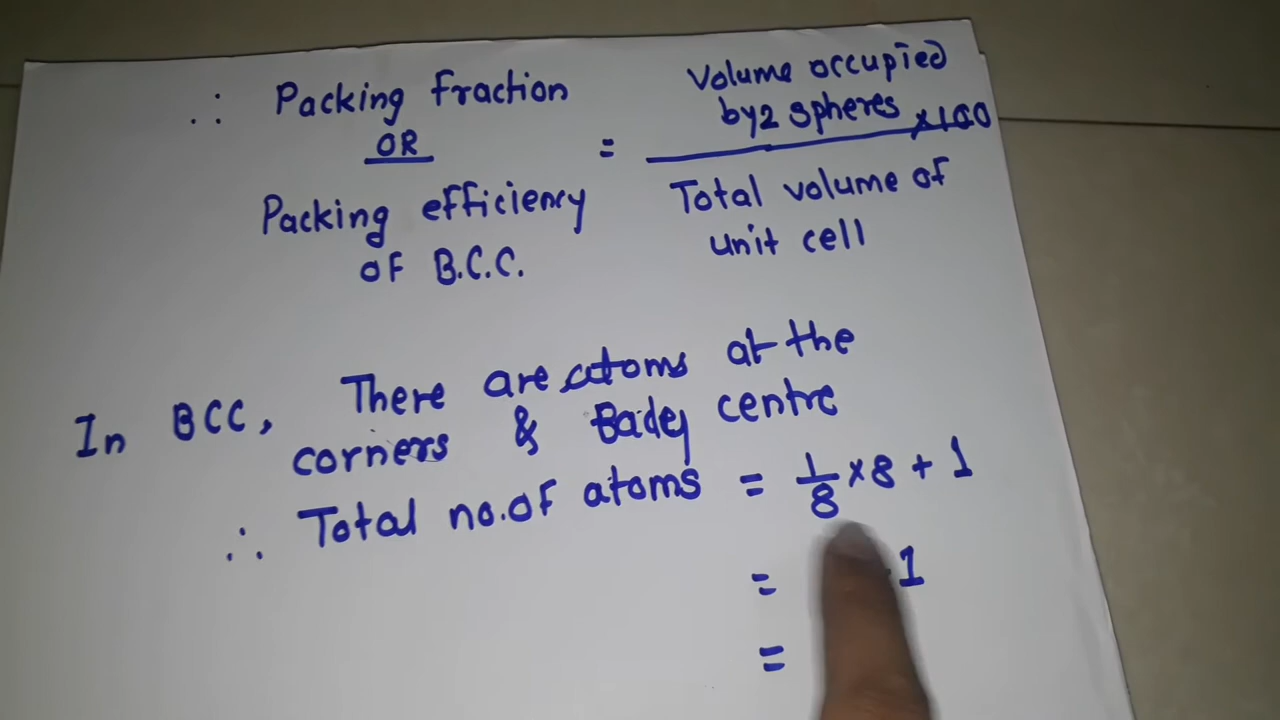 ∴ Packing fraction
OR
Packing efficiency
of B.C.C.
=
Volume occupied
by 2 spheres ×100
Total volume of
unit cell
In BCC, There are atoms at the
corners & Body centre
∴ Total no. of atoms = 1/8 × 8 + 1
= 1
=